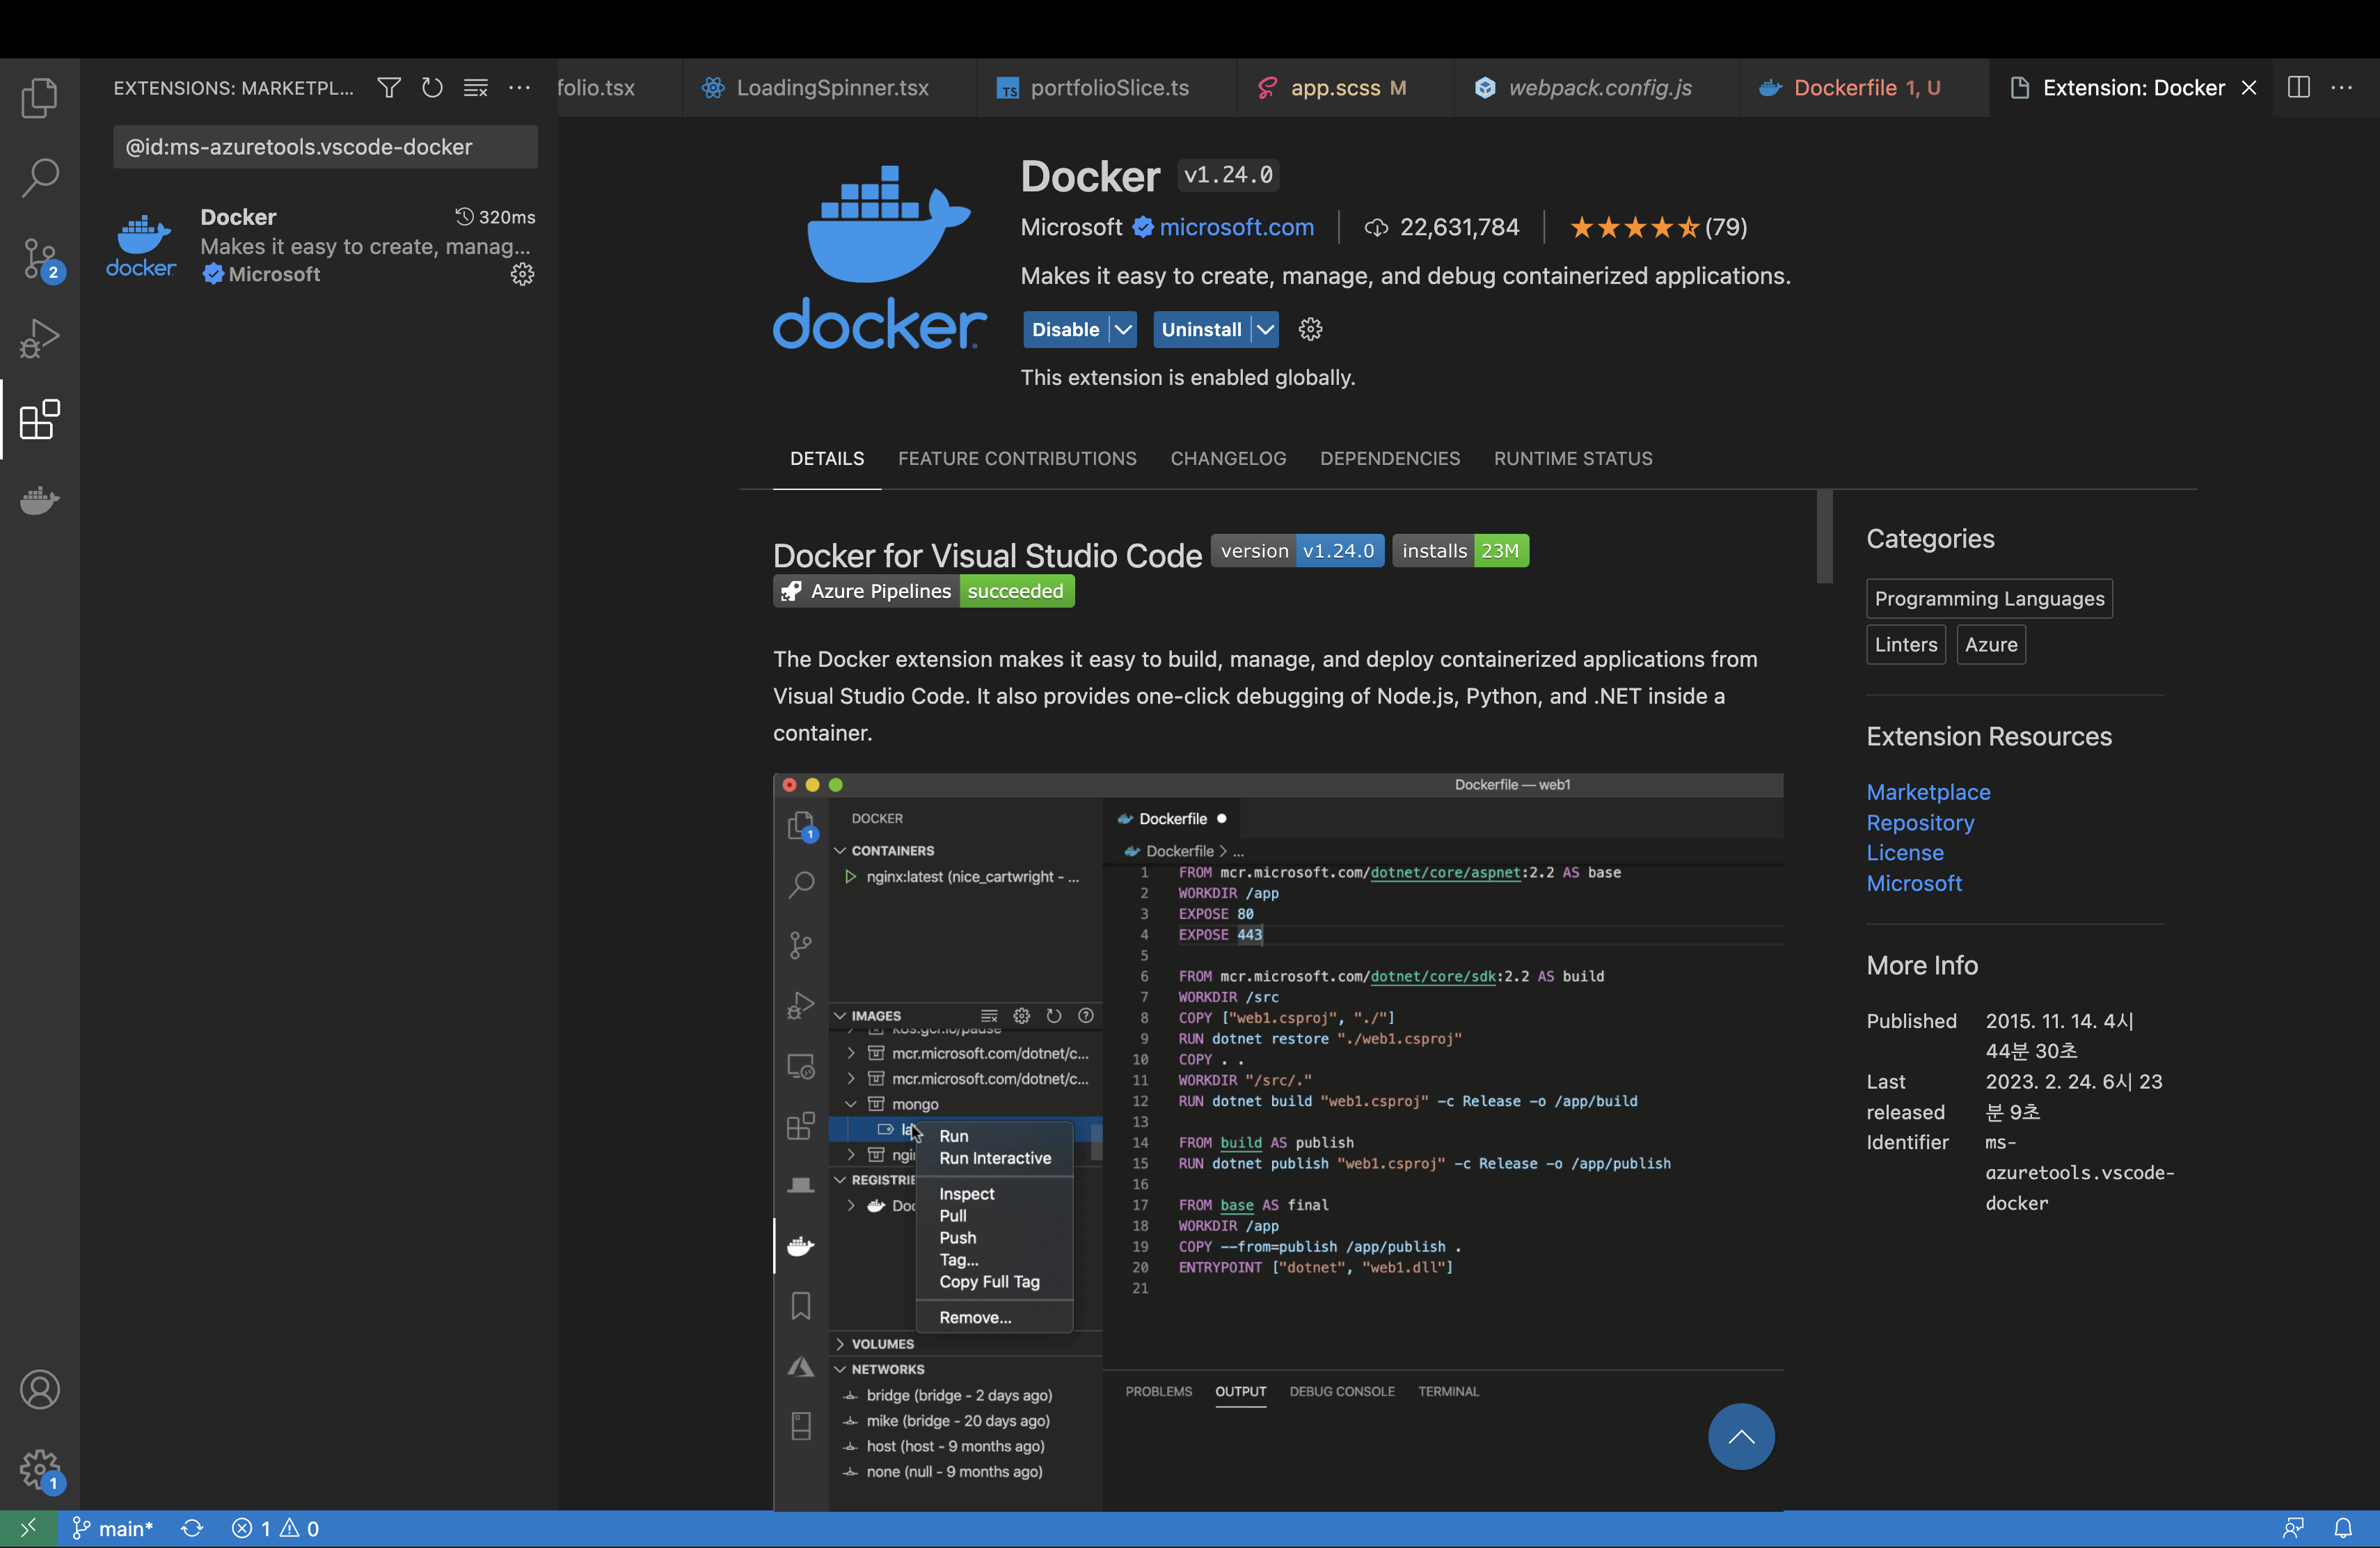 EXTENSIONS: MARKETPL...
folio.tsx
LoadingSpinner.tsx
TS portfolioSlice.ts
app.scss M
webpack.config.js
Dockerfile 1, U
Extension: Docker
@id:ms-azuretools.vscode-docker
docker
Docker
320ms
Makes it easy to create, manag...
Microsoft
2
1
docker
Docker v1.24.0
Microsoft microsoft.com 22,631,784 (79)
Makes it easy to create, manage, and debug containerized applications.
Disable Uninstall
This extension is enabled globally.
DETAILS FEATURE CONTRIBUTIONS CHANGELOG DEPENDENCIES RUNTIME STATUS
Docker for Visual Studio Code version v1.24.0 installs 23M
Azure Pipelines succeeded
The Docker extension makes it easy to build, manage, and deploy containerized applications from
Visual Studio Code. It also provides one-click debugging of Node.js, Python, and .NET inside a
container.
Dockerfile — web1
1
DOCKER
CONTAINERS
nginx:latest (nice_cartwright - ...
IMAGES
k8s.gcr.io/pause
mcr.microsoft.com/dotnet/c...
mcr.microsoft.com/dotnet/c...
mongo
la
ngi
REGISTRIE
Doc
Run
Run Interactive
Inspect
Pull
Push
Tag...
Copy Full Tag
Remove...
VOLUMES
NETWORKS
bridge (bridge - 2 days ago)
mike (bridge - 20 days ago)
host (host - 9 months ago)
none (null - 9 months ago)
Dockerfile
Dockerfile > ...
1 FROM mcr.microsoft.com/dotnet/core/aspnet:2.2 AS base
2 WORKDIR /app
3 EXPOSE 80
4 EXPOSE 443
5
6 FROM mcr.microsoft.com/dotnet/core/sdk:2.2 AS build
7 WORKDIR /src
8 COPY ["web1.csproj", "./"]
9 RUN dotnet restore "./web1.csproj"
10 COPY . .
11 WORKDIR "/src/."
12 RUN dotnet build "web1.csproj" -c Release -o /app/build
13
14 FROM build AS publish
15 RUN dotnet publish "web1.csproj" -c Release -o /app/publish
16
17 FROM base AS final
18 WORKDIR /app
19 COPY --from=publish /app/publish .
20 ENTRYPOINT ["dotnet", "web1.dll"]
21
PROBLEMS OUTPUT DEBUG CONSOLE TERMINAL
Categories
Programming Languages
Linters Azure
Extension Resources
Marketplace
Repository
License
Microsoft
More Info
Published 2015. 11. 14. 4시
44분 30초
Last 2023. 2. 24. 6시 23
released 분 9초
Identifier ms-
azuretools.vscode-
docker
main* 1 0